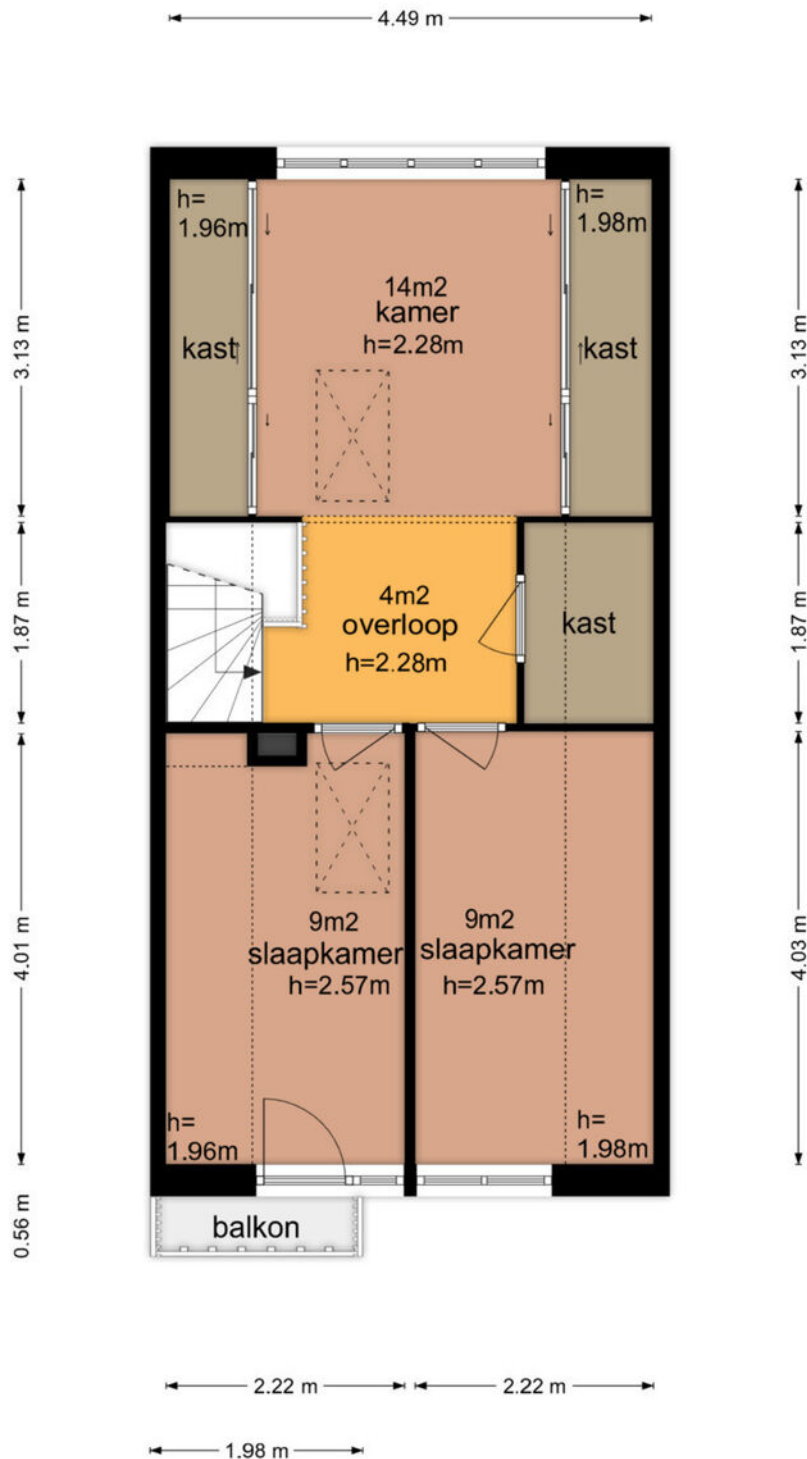 4.49 m
h=
1.96m
h=
1.98m
14m2
kamer
h=2.28m
kast
kast
3.13 m
3.13 m
4m2
overloop
h=2.28m
kast
1.87 m
1.87 m
9m2
slaapkamer
h=2.57m
9m2
slaapkamer
h=2.57m
4.01 m
4.03 m
h=
1.96m
h=
1.98m
0.56 m
balkon
2.22 m
2.22 m
1.98 m